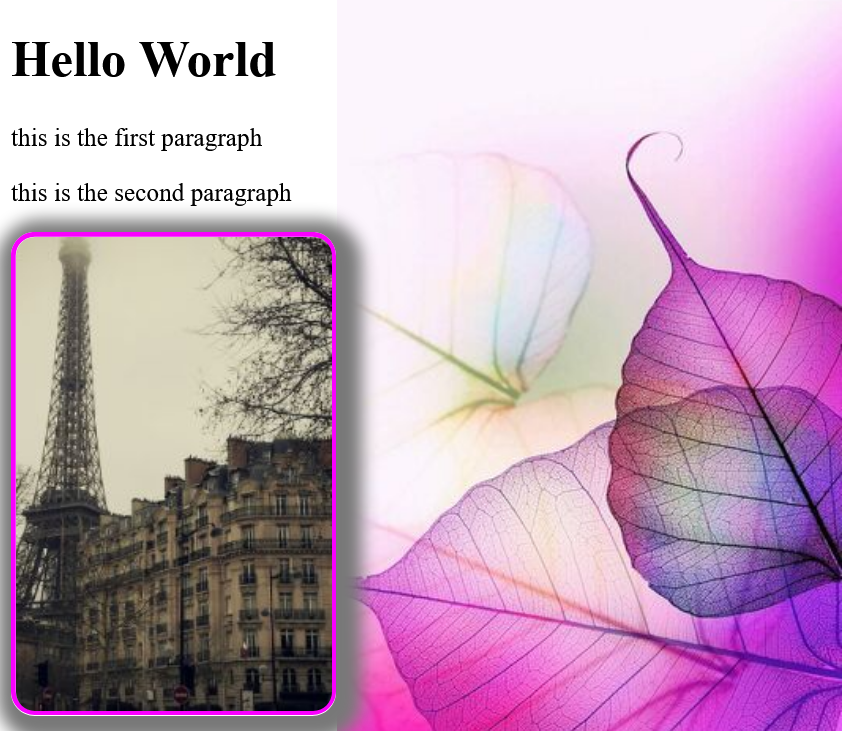 Hello World
this is the first paragraph
this is the second paragraph